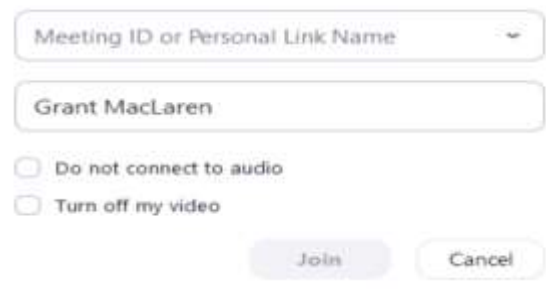 Meeting ID or Personal Link Name
Grant MacLaren
Do not connect to audio
Turn off my video
Join Cancel